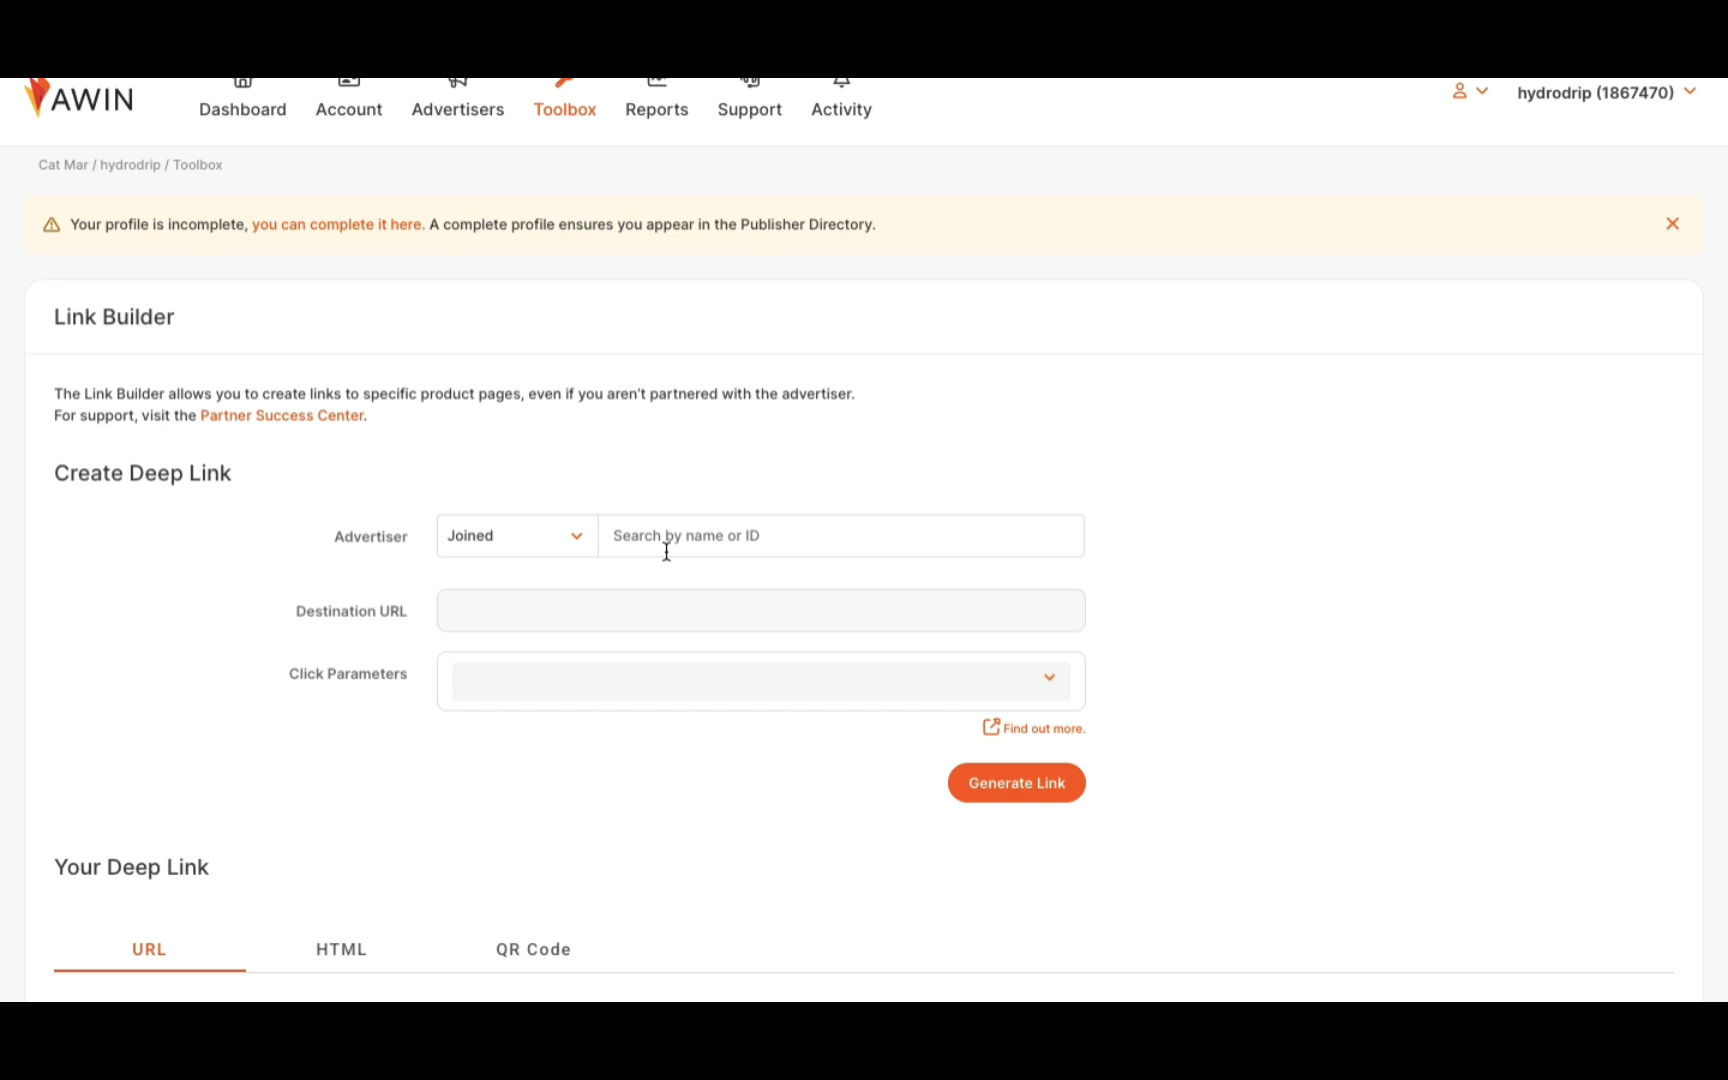 AWIN
Dashboard Account Advertisers Toolbox Reports Support Activity
hydrodrip (1867470)
Cat Mar / hydrodrip / Toolbox
Your profile is incomplete, you can complete it here. A complete profile ensures you appear in the Publisher Directory.
Link Builder
The Link Builder allows you to create links to specific product pages, even if you aren't partnered with the advertiser.
For support, visit the Partner Success Center.
Create Deep Link
Advertiser Joined Search by name or ID
Destination URL
Click Parameters
Find out more.
Generate Link
Your Deep Link
URL HTML QR Code